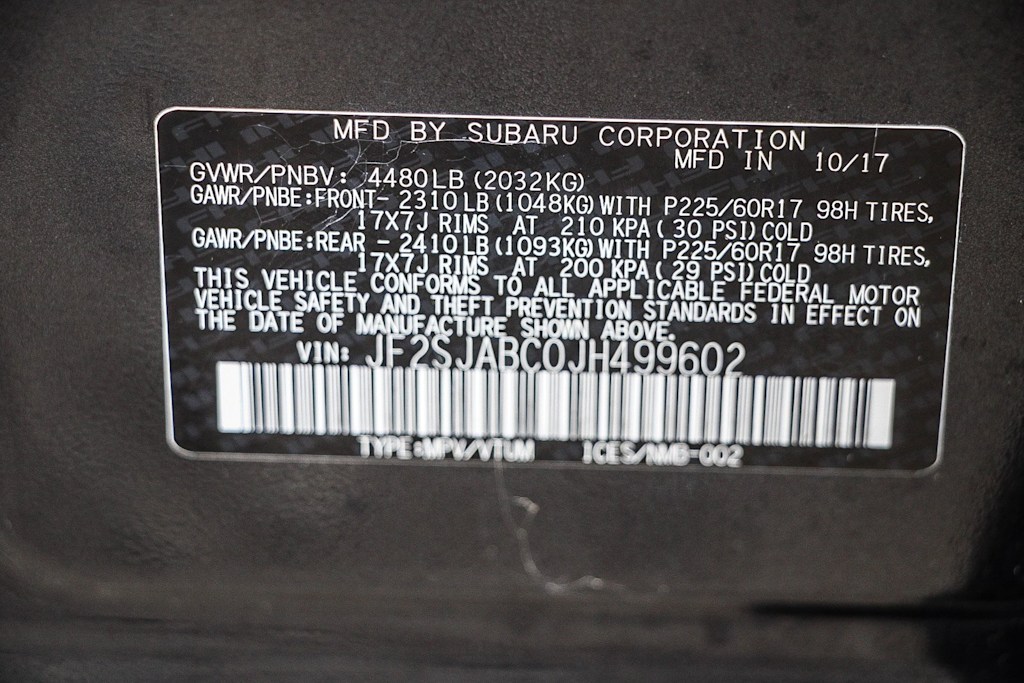 MFD BY SUBARU CORPORATION
MFD IN 10/17
GVWR/PNBV: 4480LB (2032KG)
GAWR/PNBE:FRONT- 2310LB (1048KG) WITH P225/60R17 98H TIRES,
17X7J RIMS AT 210 KPA ( 30 PSI) COLD.
GAWR/PNBE:REAR - 2410LB (1093KG) WITH P225/60R17 98H TIRES,
17X7J RIMS AT 200 KPA ( 29 PSI) COLD
THIS VEHICLE CONFORMS TO ALL APPLICABLE FEDERAL MOTOR
VEHICLE SAFETY AND THEFT PREVENTION STANDARDS IN EFFECT ON
THE DATE OF MANUFACTURE SHOWN ABOVE.
VIN: JF2SJABC0JH499602
TYPE:MPV/VTUM ICES/NMB-002